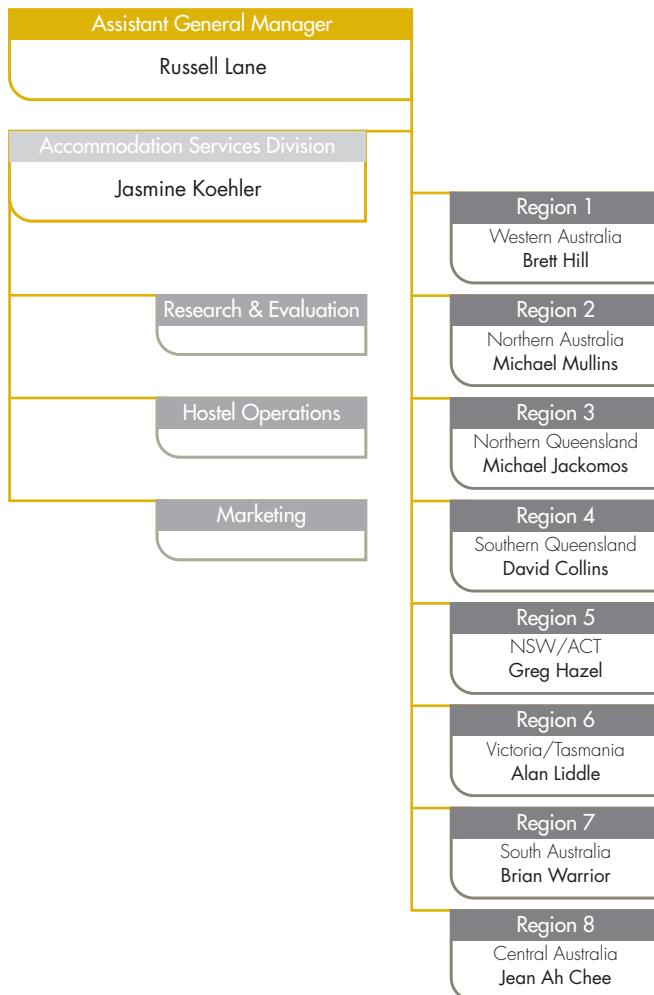 Assistant General Manager
Russell Lane
Accommodation Services Division
Jasmine Koehler
Research & Evaluation
Hostel Operations
Marketing
Region 1
Western Australia
Brett Hill
Region 2
Northern Australia
Michael Mullins
Region 3
Northern Queensland
Michael Jackomos
Region 4
Southern Queensland
David Collins
Region 5
NSW/ACT
Greg Hazel
Region 6
Victoria/Tasmania
Alan Liddle
Region 7
South Australia
Brian Warrior
Region 8
Central Australia
Jean Ah Chee